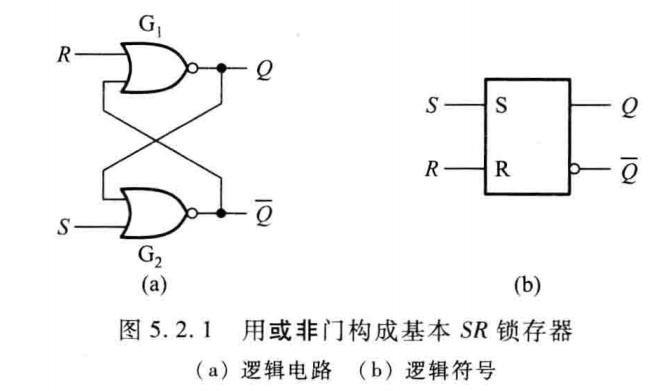 G₁
R
Q
S
Q̅
G₂
(a)
S S Q
R R Q̅
(b)
图 5.2.1 用或非门构成基本 SR 锁存器
(a) 逻辑电路 (b) 逻辑符号